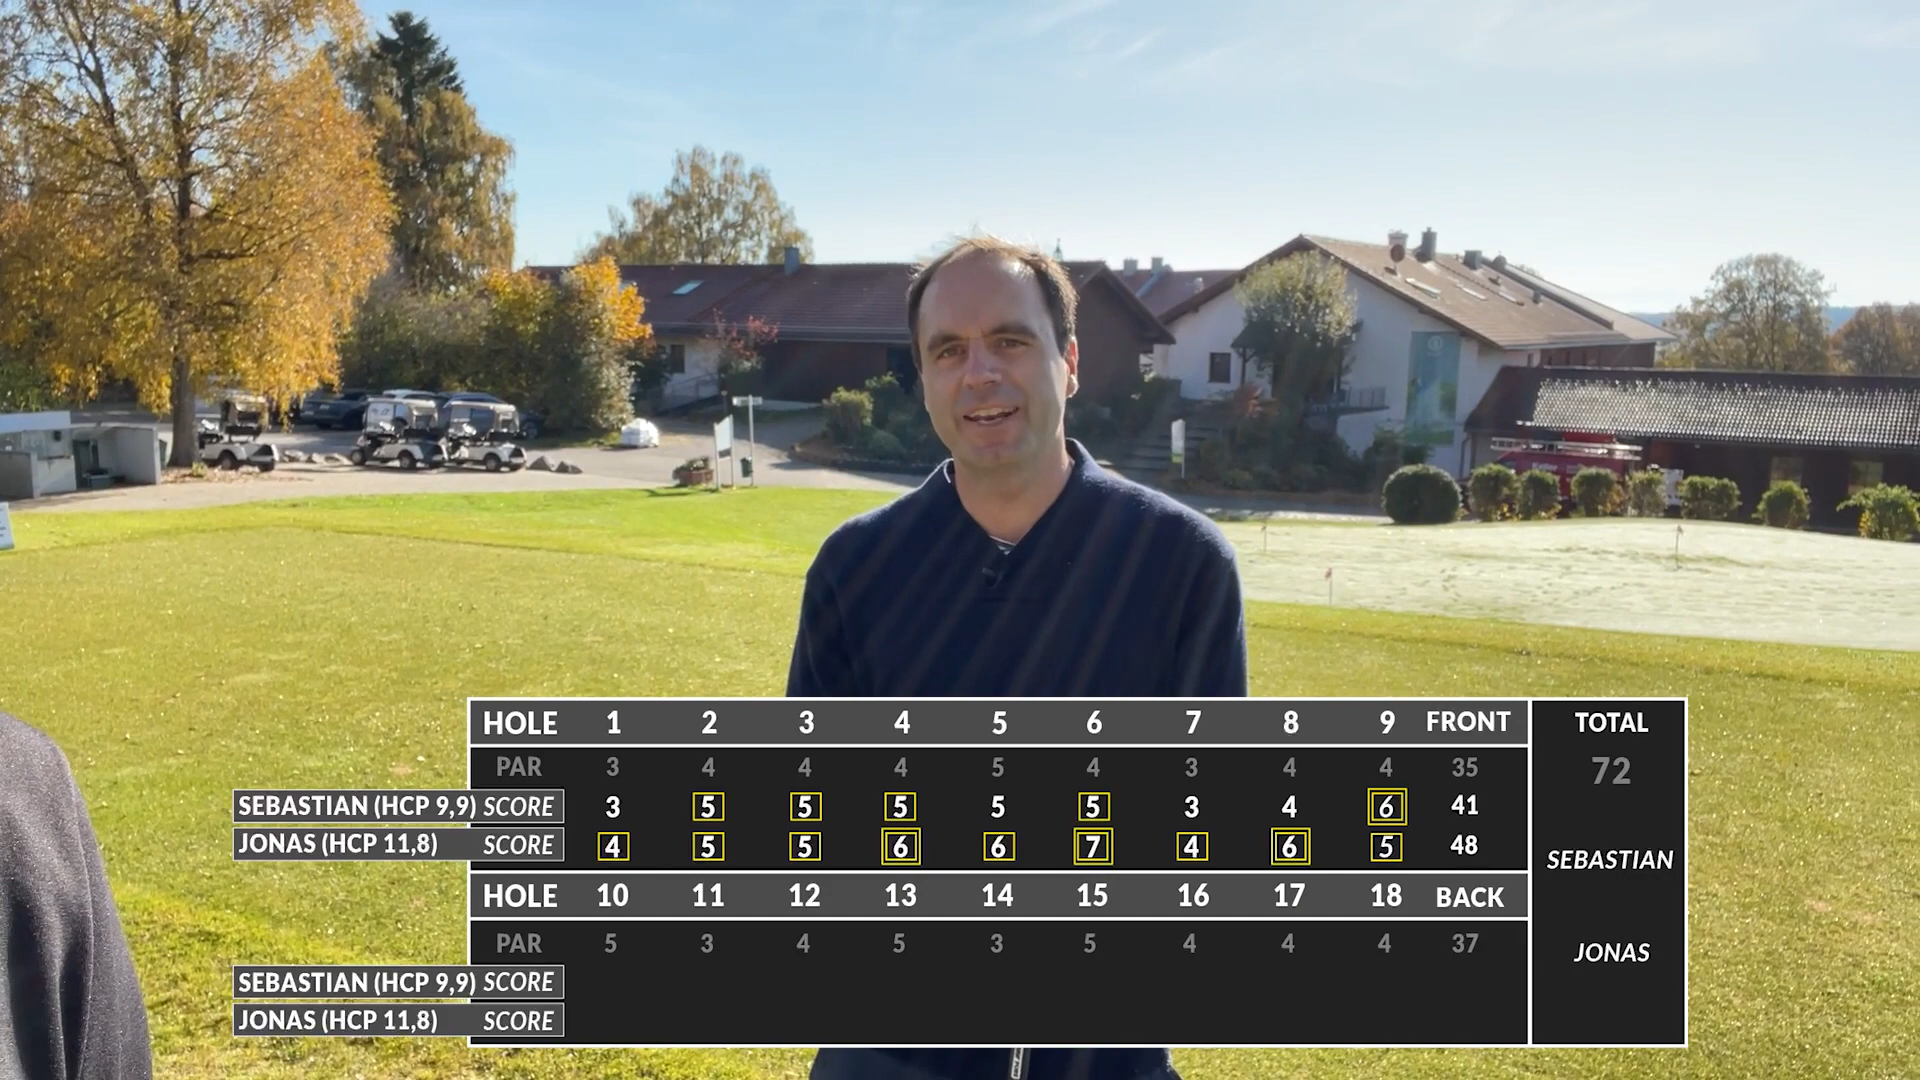 HOLE 1 2 3 4 5 6 7 8 9 FRONT TOTAL
PAR 3 4 4 4 5 4 3 4 4 35 72
SEBASTIAN (HCP 9,9) SCORE 3 5 5 5 5 5 3 4 6 41
JONAS (HCP 11,8) SCORE 4 5 5 6 6 7 4 6 5 48
SEBASTIAN
HOLE 10 11 12 13 14 15 16 17 18 BACK
PAR 5 3 4 5 3 5 4 4 4 37
JONAS
SEBASTIAN (HCP 9,9) SCORE
JONAS (HCP 11,8) SCORE